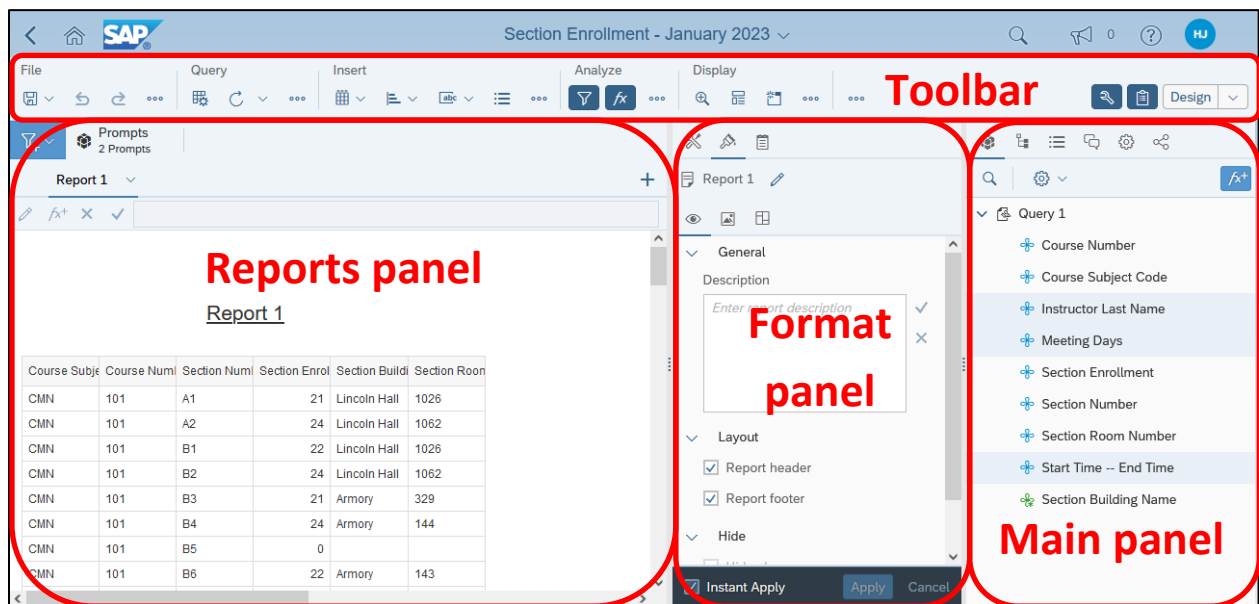 SAP
Section Enrollment - January 2023
0
HJ
File Query Insert Analyze Display
Toolbar
abc
fx
Design
Prompts
2 Prompts
Report 1
fx+
Reports panel
Report 1
Course Subje Course Numl Section Numl Section Enrol Section Buildi Section Room
CMN 101 A1 21 Lincoln Hall 1026
CMN 101 A2 24 Lincoln Hall 1062
CMN 101 B1 22 Lincoln Hall 1026
CMN 101 B2 24 Lincoln Hall 1062
CMN 101 B3 21 Armory 329
CMN 101 B4 24 Armory 144
CMN 101 B5 0
CMN 101 B6 22 Armory 143
Report 1
General
Description
Enter report description
Format
panel
Layout
Report header
Report footer
Hide
Instant Apply Apply Cancel
fx+
Query 1
Course Number
Course Subject Code
Instructor Last Name
Meeting Days
Section Enrollment
Section Number
Section Room Number
Start Time -- End Time
Section Building Name
Main panel